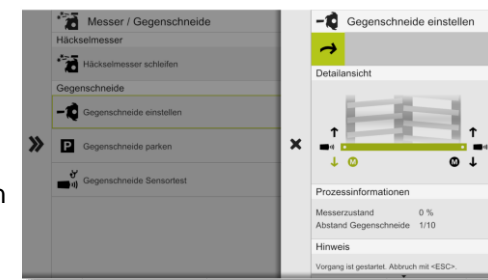 Messer / Gegenschneide
Häckselmesser
Häckselmesser schleifen
Gegenschneide
Gegenschneide einstellen
P Gegenschneide parken
Gegenschneide Sensortest
n
Gegenschneide einstellen
Detailansicht
M M
Prozessinformationen
Messerzustand 0 %
Abstand Gegenschneide 1/10
Hinweis
Vorgang ist gestartet. Abbruch mit <ESC>.